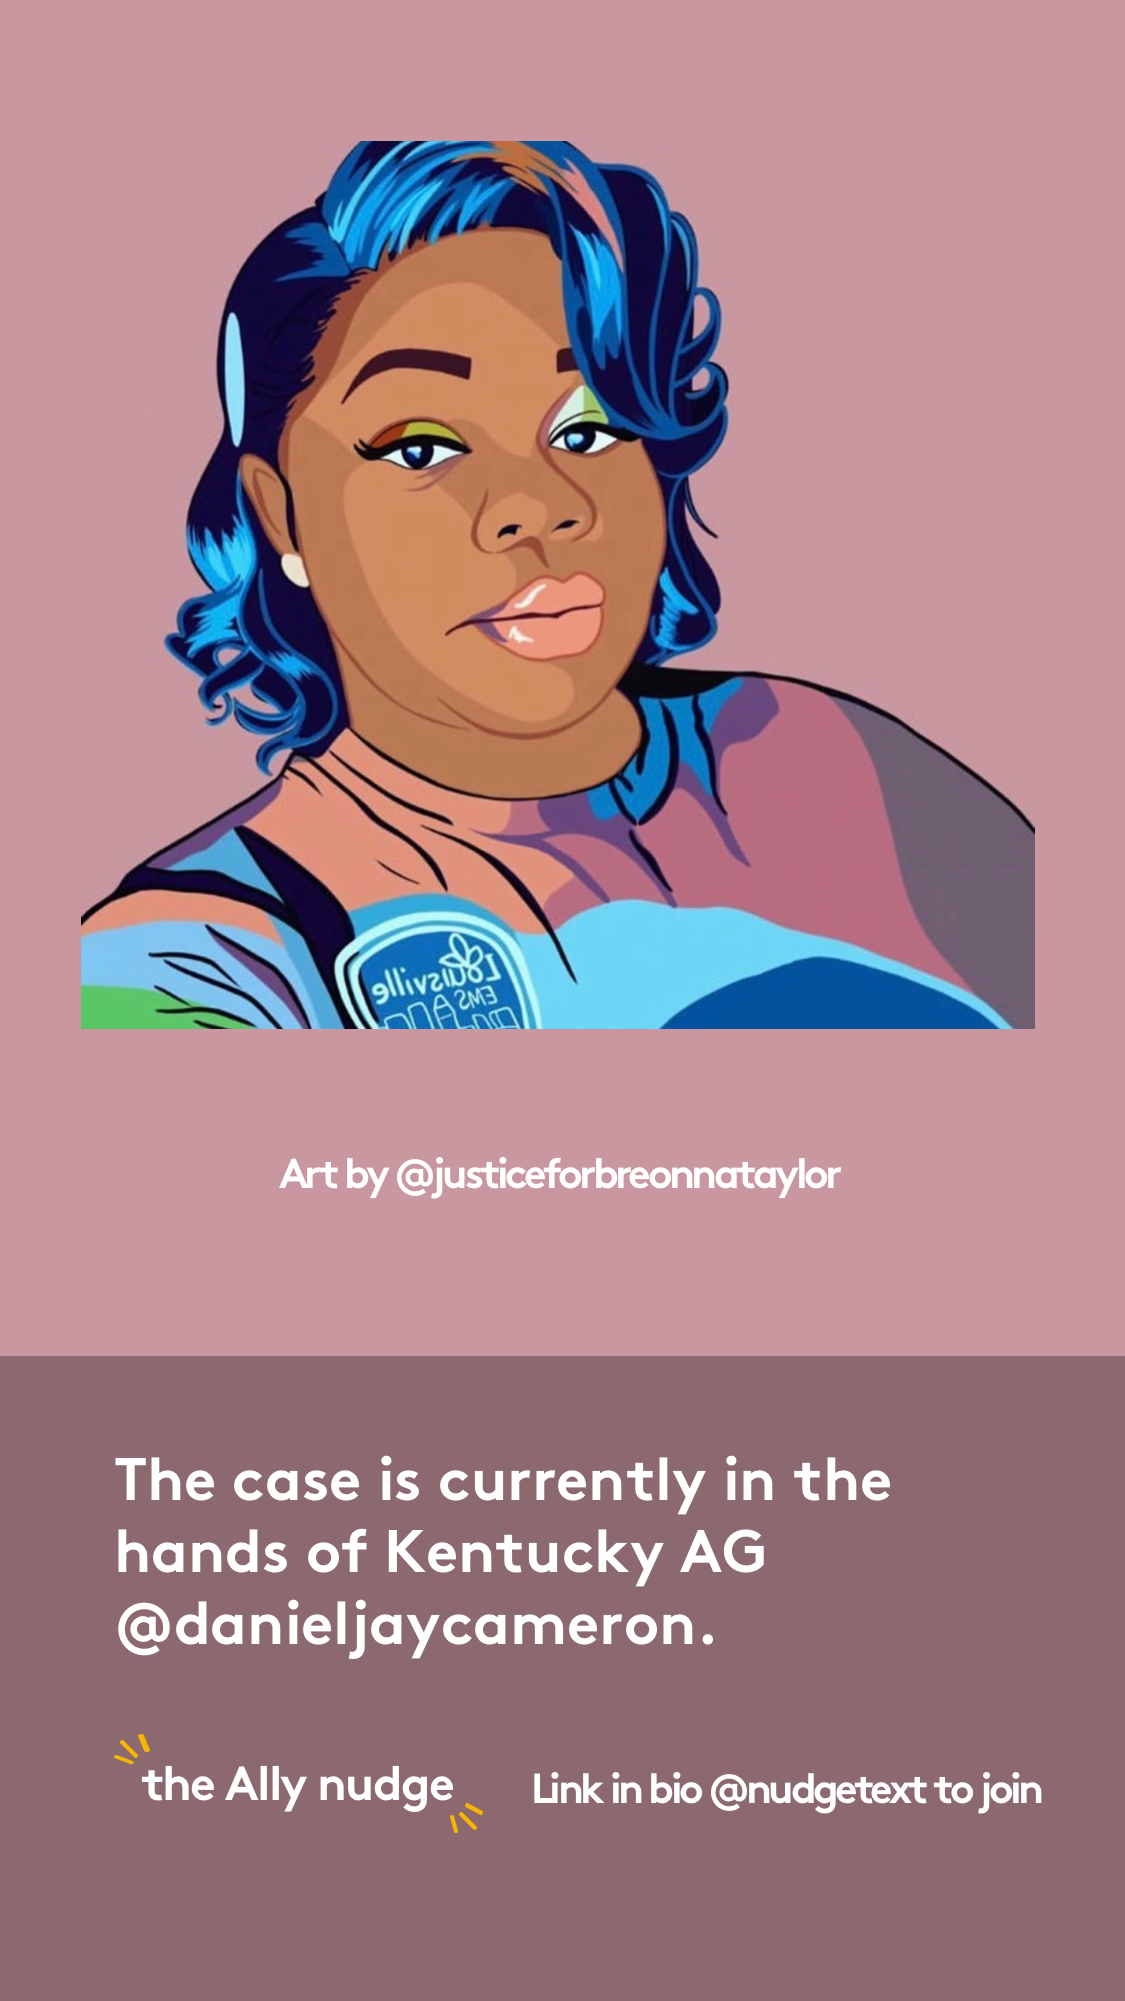 Louisville
EMS
Art by @justiceforbreonnataylor
The case is currently in the
hands of Kentucky AG
@danieljaycameron.
the Ally nudge
Link in bio @nudgetext to join